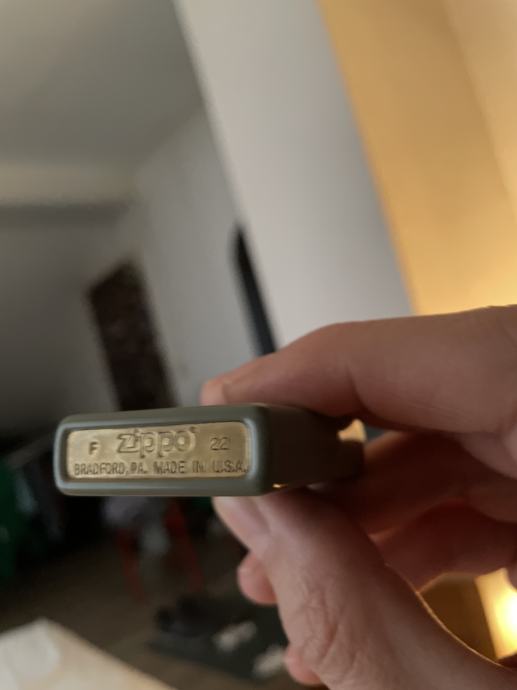 F zippo 22
BRADFORD, PA. MADE IN U.S.A.